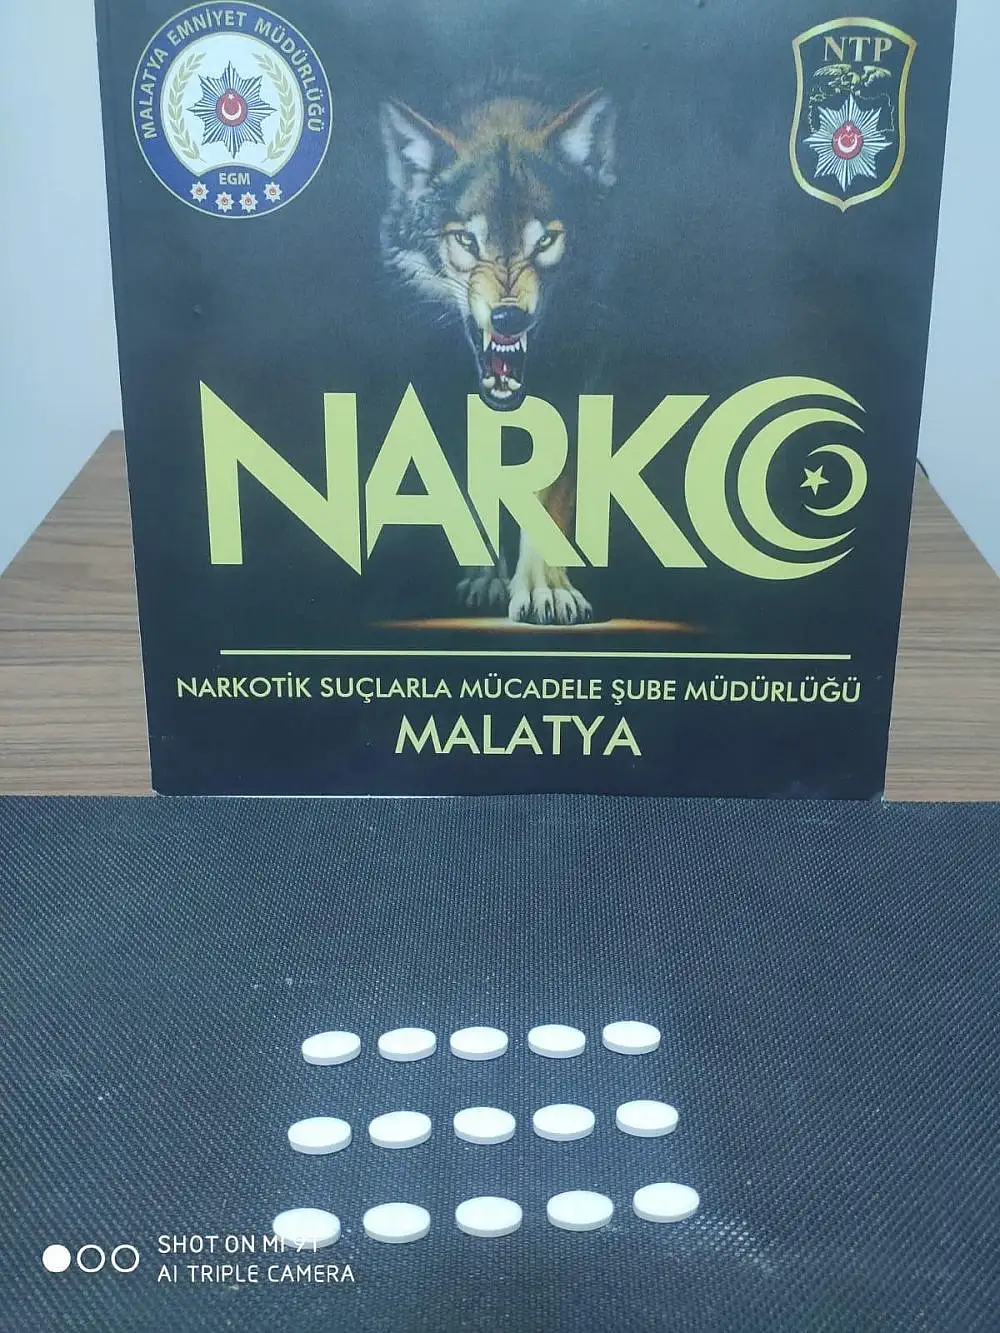 MALATYA EMNİYET MÜDÜRLÜĞÜ
EGM
NTP
NARKO
NARKOTİK SUÇLARLA MÜCADELE ŞUBE MÜDÜRLÜĞÜ
MALATYA
SHOT ON MI 9T
AI TRIPLE CAMERA